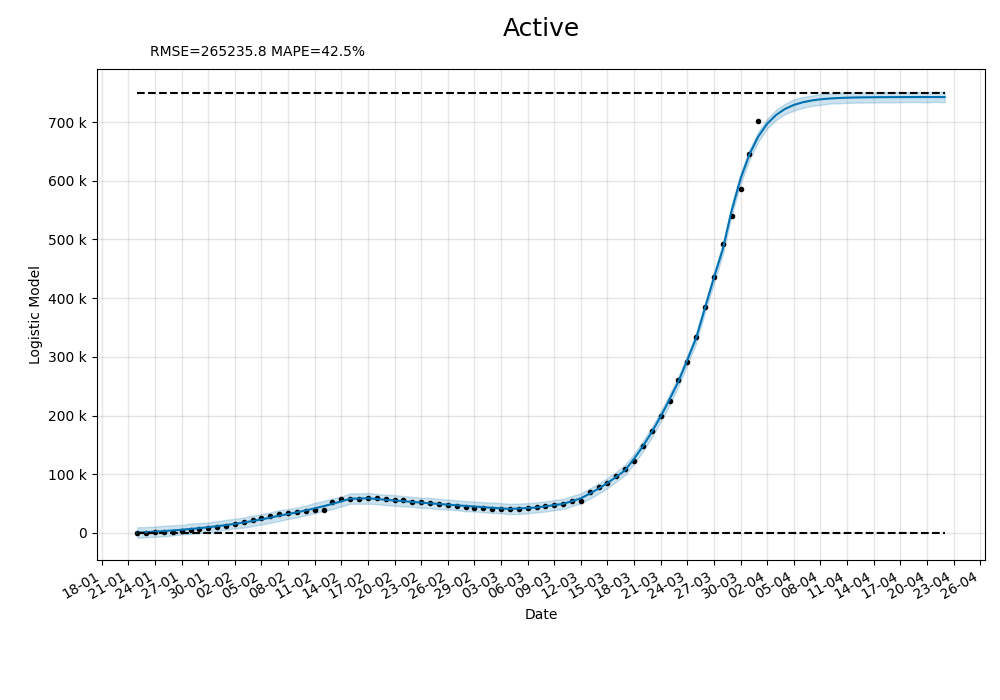 Active
RMSE=265235.8 MAPE=42.5%
700 k
600 k
500 k
400 k
300 k
200 k
100 k
0
Logistic Model
18-01 21-01 24-01 27-01 30-01 02-02 05-02 08-02 11-02 14-02 17-02 20-02 23-02 26-02 29-02 03-03 06-03 09-03 12-03 15-03 18-03 21-03 24-03 27-03 30-03 02-04 05-04 08-04 11-04 14-04 17-04 20-04 23-04 26-04
Date